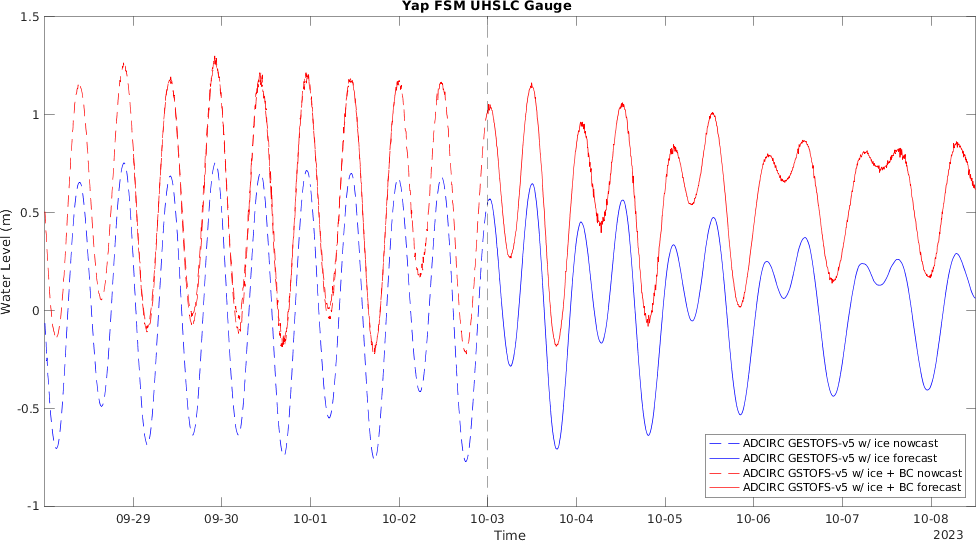 Yap FSM UHSLC Gauge
1.5
1
0.5
0
-0.5
-1
Water Level (m)
09-29
09-30
10-01
10-02
10-03
10-04
10-05
10-06
10-07
10-08
Time
2023
ADCIRC GESTOFS-v5 w/ ice nowcast
ADCIRC GESTOFS-v5 w/ ice forecast
ADCIRC GSTOFS-v5 w/ ice + BC nowcast
ADCIRC GSTOFS-v5 w/ ice + BC forecast